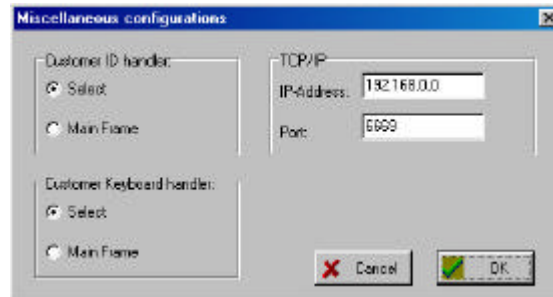 Miscellaneous configurations
Customer ID handler:
Select
Main Frame
TCP/IP
IP-Address: 192.168.0.0
Port: 6669
Customer Keyboard handler:
Select
Main Frame
Cancel
OK